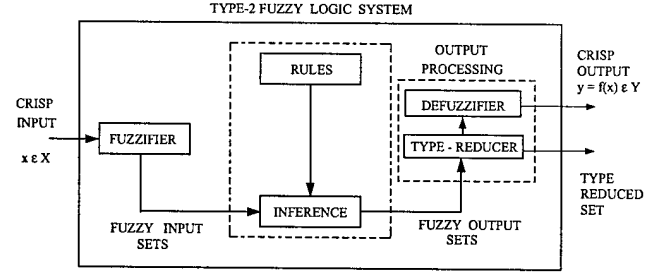 TYPE-2 FUZZY LOGIC SYSTEM
OUTPUT
PROCESSING
CRISP
OUTPUT
y = f(x) ε Y
RULES
DEFUZZIFIER
CRISP
INPUT
x ε X
FUZZIFIER
TYPE - REDUCER
TYPE
REDUCED
SET
INFERENCE
FUZZY INPUT
SETS
FUZZY OUTPUT
SETS